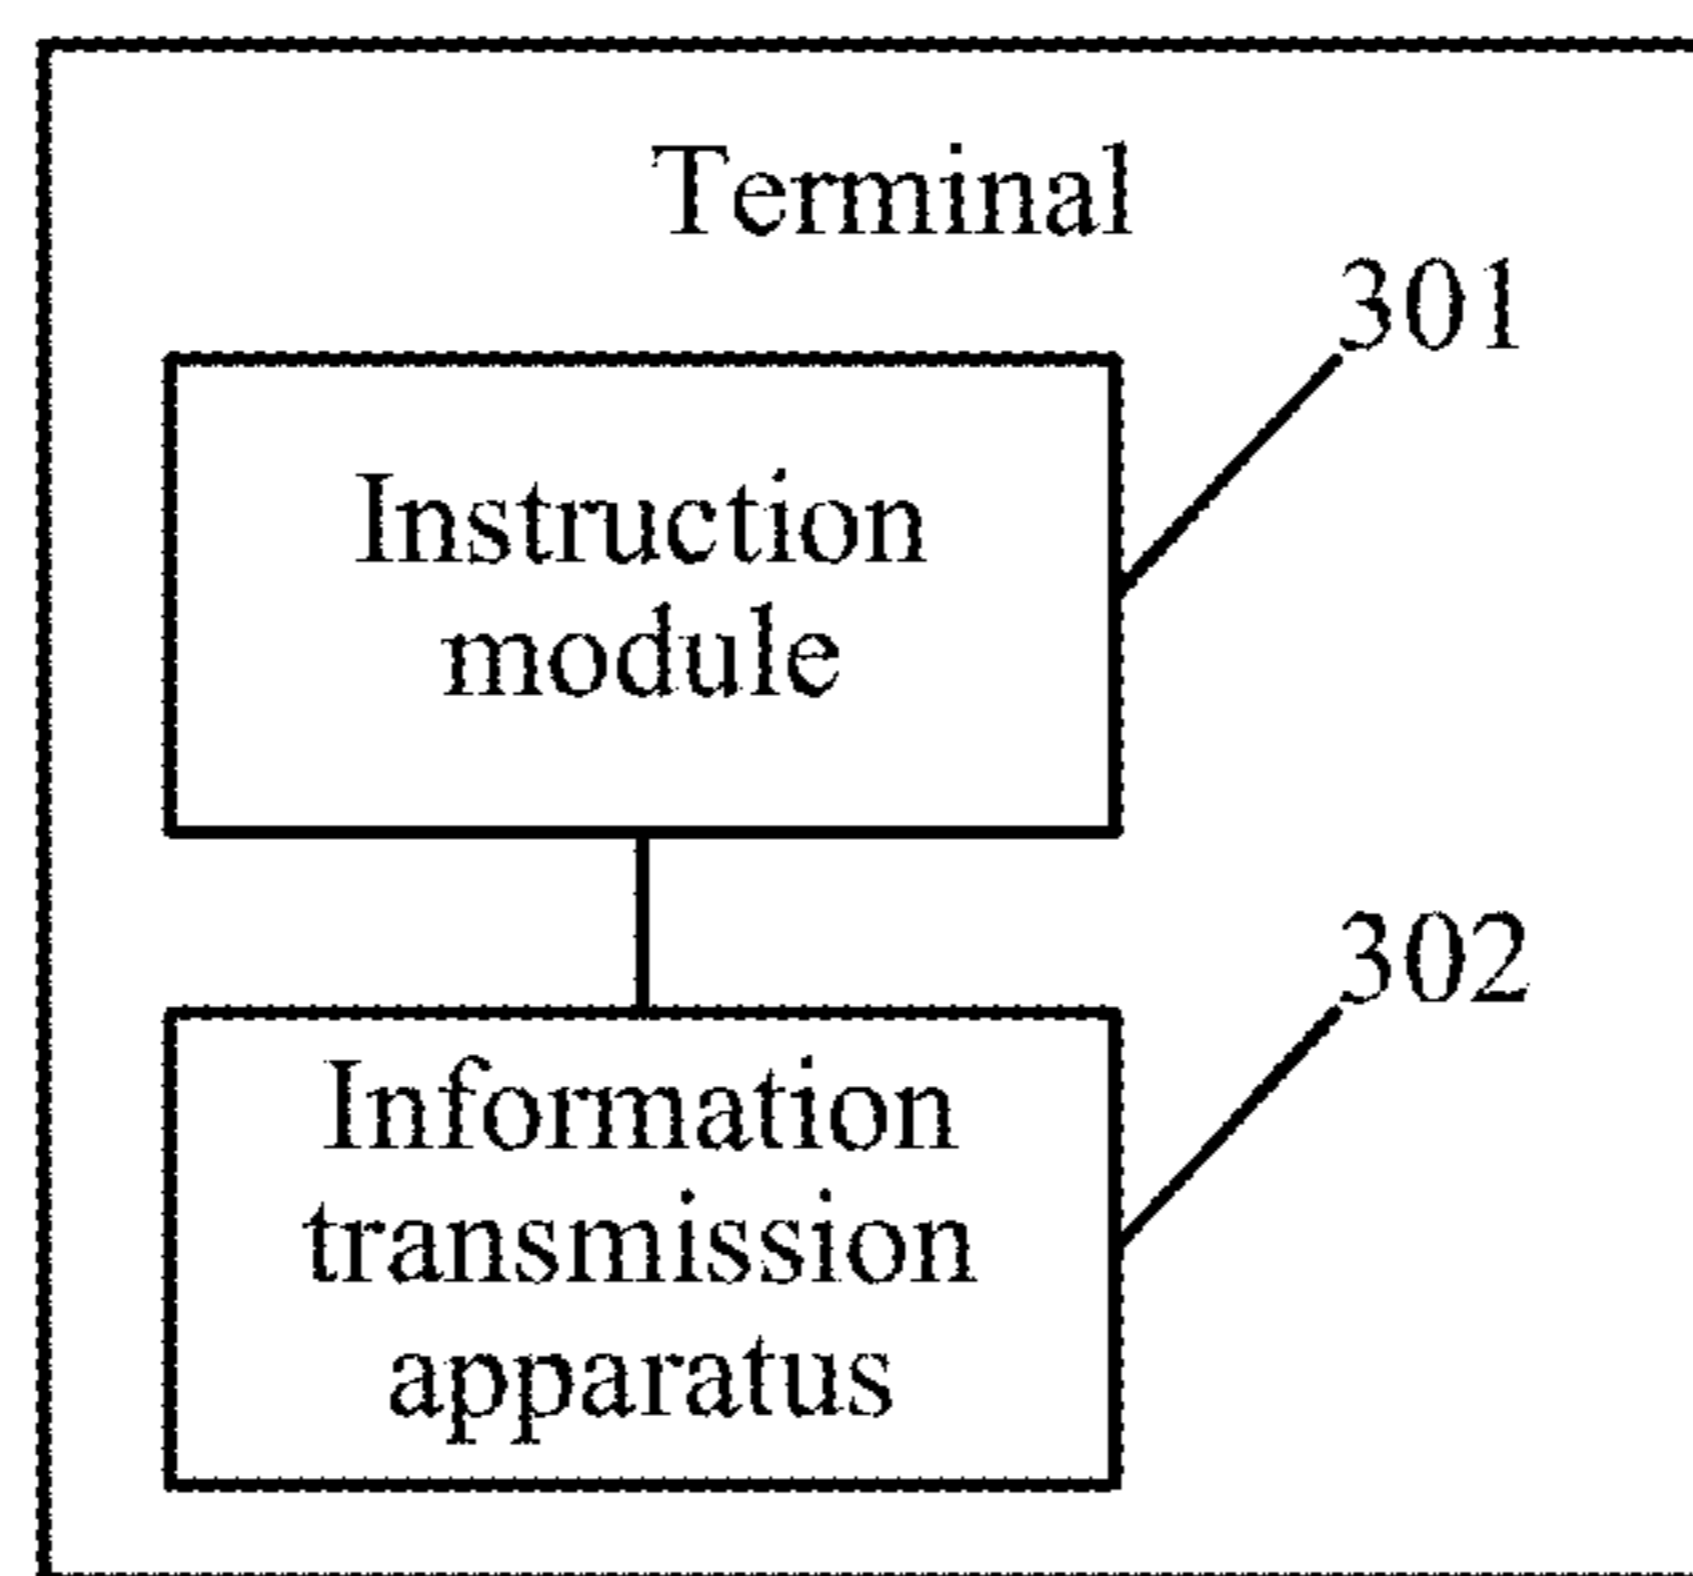 Terminal
301
Instruction
module
302
Information
transmission
apparatus